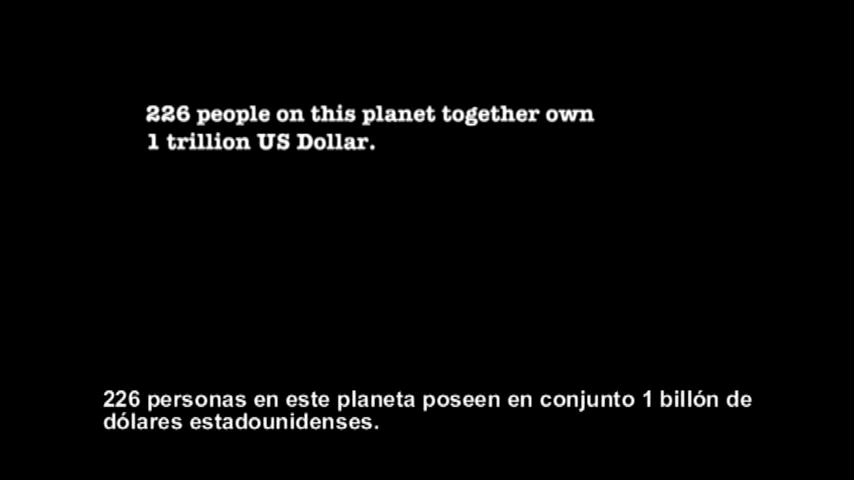 226 people on this planet together own
1 trillion US Dollar.
226 personas en este planeta poseen en conjunto 1 billón de
dólares estadounidenses.